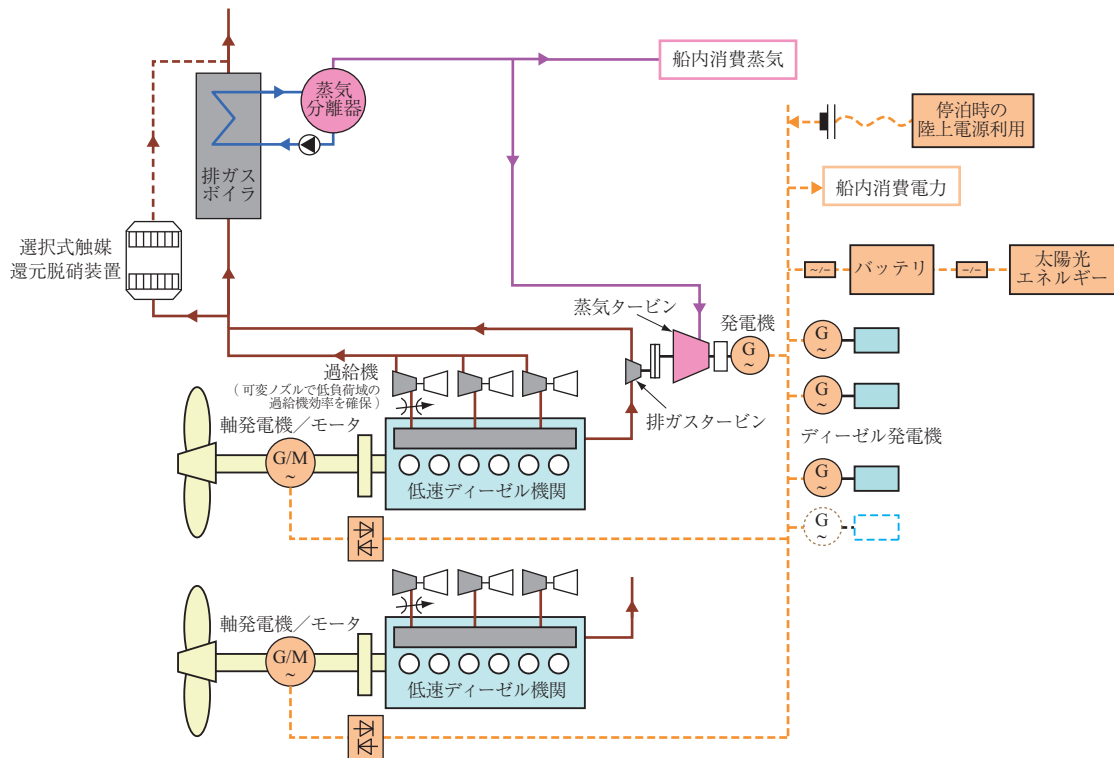 蒸気
分離器
船内消費蒸気
停泊時の
陸上電源利用
排ガス
ボイラ
船内消費電力
選択式触媒
還元脱硝装置
~/−
バッテリ
−/−
太陽光
エネルギー
蒸気タービン
発電機
G
~
G
~
過給機
(可変ノズルで低負荷域の
過給機効率を確保)
排ガスタービン
G
~
ディーゼル発電機
軸発電機/モータ
G/M
~
低速ディーゼル機関
G
~
G
~
軸発電機/モータ
G/M
~
低速ディーゼル機関